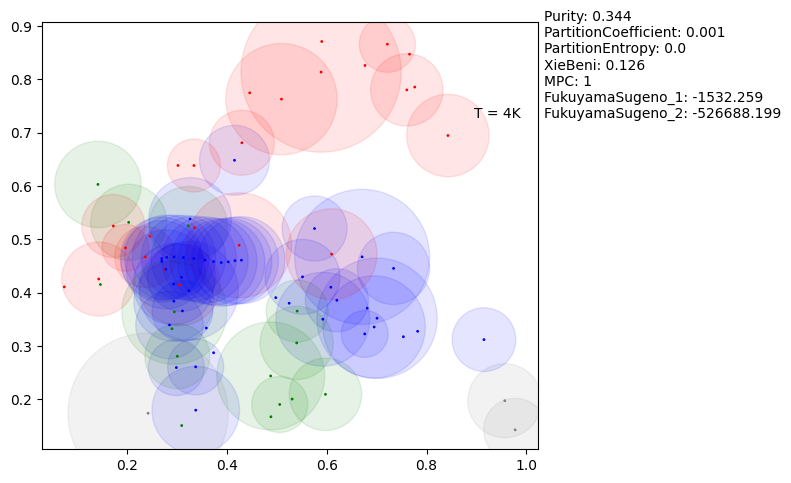 Purity: 0.344
PartitionCoefficient: 0.001
PartitionEntropy: 0.0
XieBeni: 0.126
MPC: 1
FukuyamaSugeno_1: -1532.259
FukuyamaSugeno_2: -526688.199
T = 4K
0.9
0.8
0.7
0.6
0.5
0.4
0.3
0.2
0.2 0.4 0.6 0.8 1.0